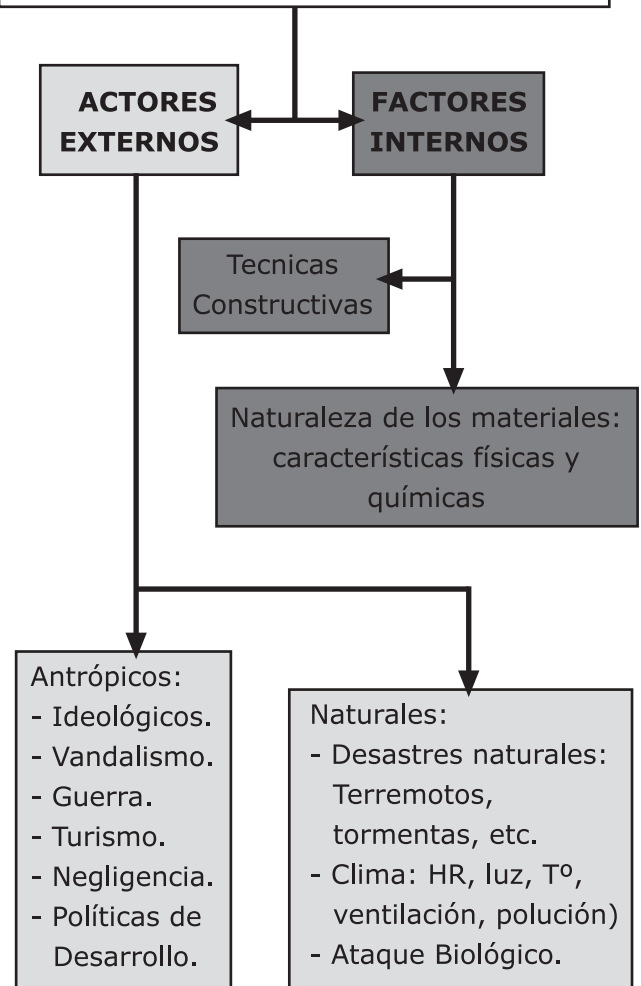 ACTORES
EXTERNOS
FACTORES
INTERNOS
Tecnicas
Constructivas
Naturaleza de los materiales:
características físicas y
químicas
Antrópicos:
- Ideológicos.
- Vandalismo.
- Guerra.
- Turismo.
- Negligencia.
- Políticas de
Desarrollo.
Naturales:
- Desastres naturales:
Terremotos,
tormentas, etc.
- Clima: HR, luz, Tº,
ventilación, polución)
- Ataque Biológico.